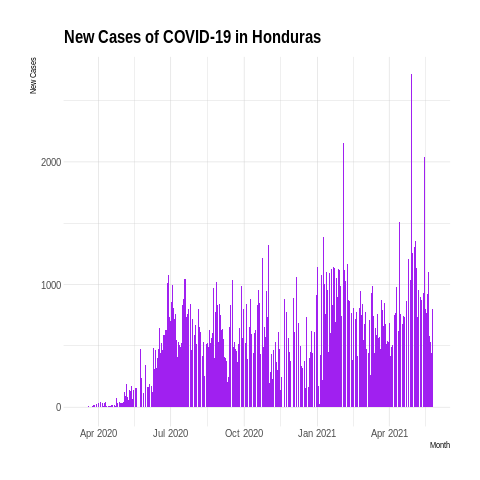 New Cases of COVID-19 in Honduras
New Cases
2000
1000
0
Apr 2020 Jul 2020 Oct 2020 Jan 2021 Apr 2021
Month